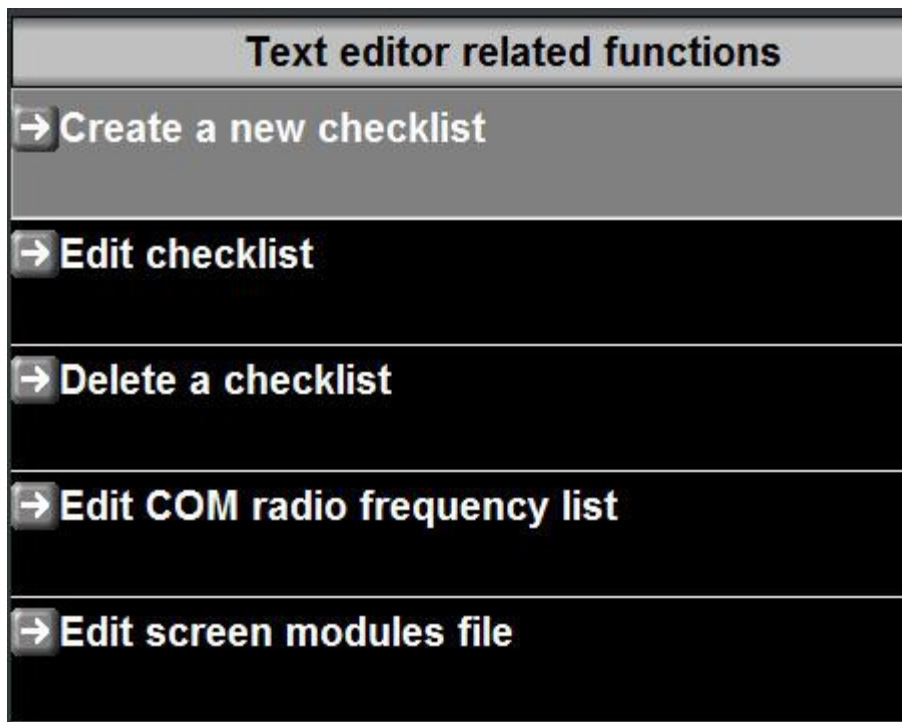 Text editor related functions
Create a new checklist
Edit checklist
Delete a checklist
Edit COM radio frequency list
Edit screen modules file